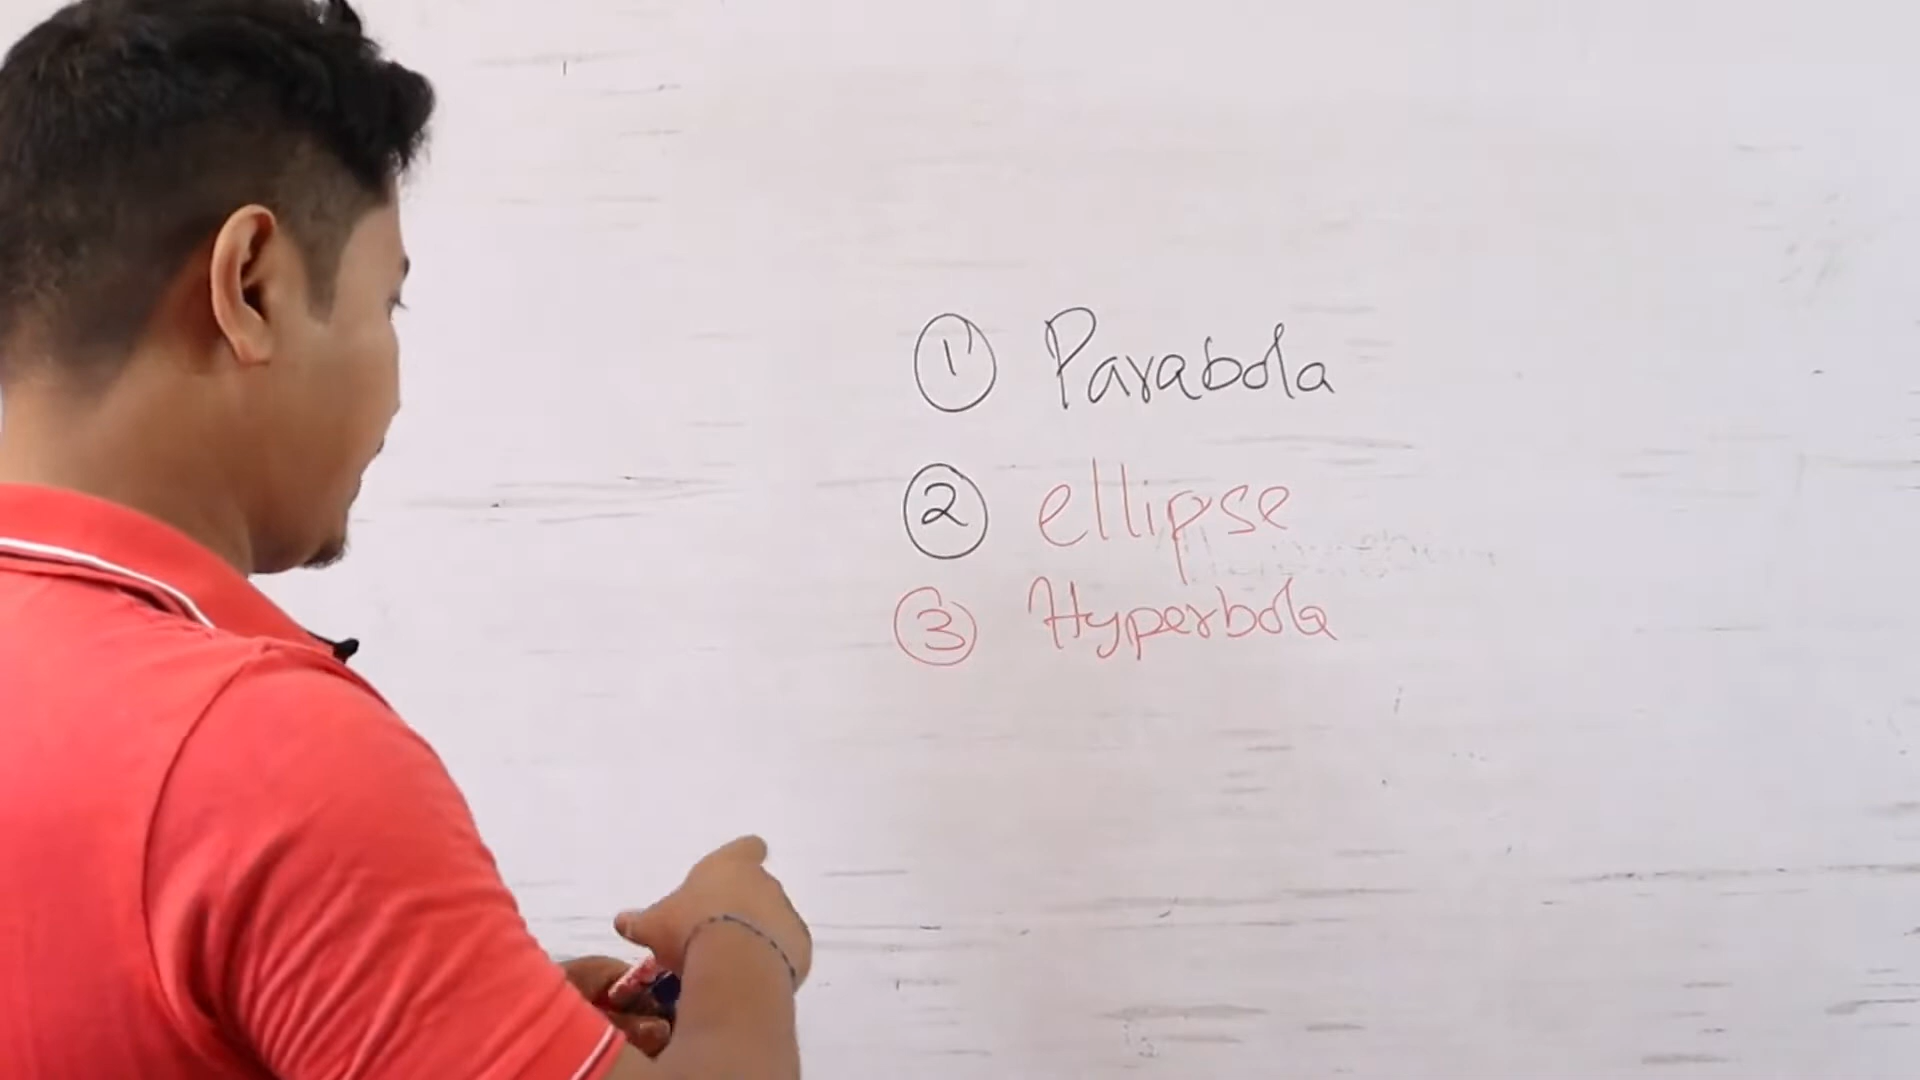 ① Parabola
② ellipse
③ Hyperbola